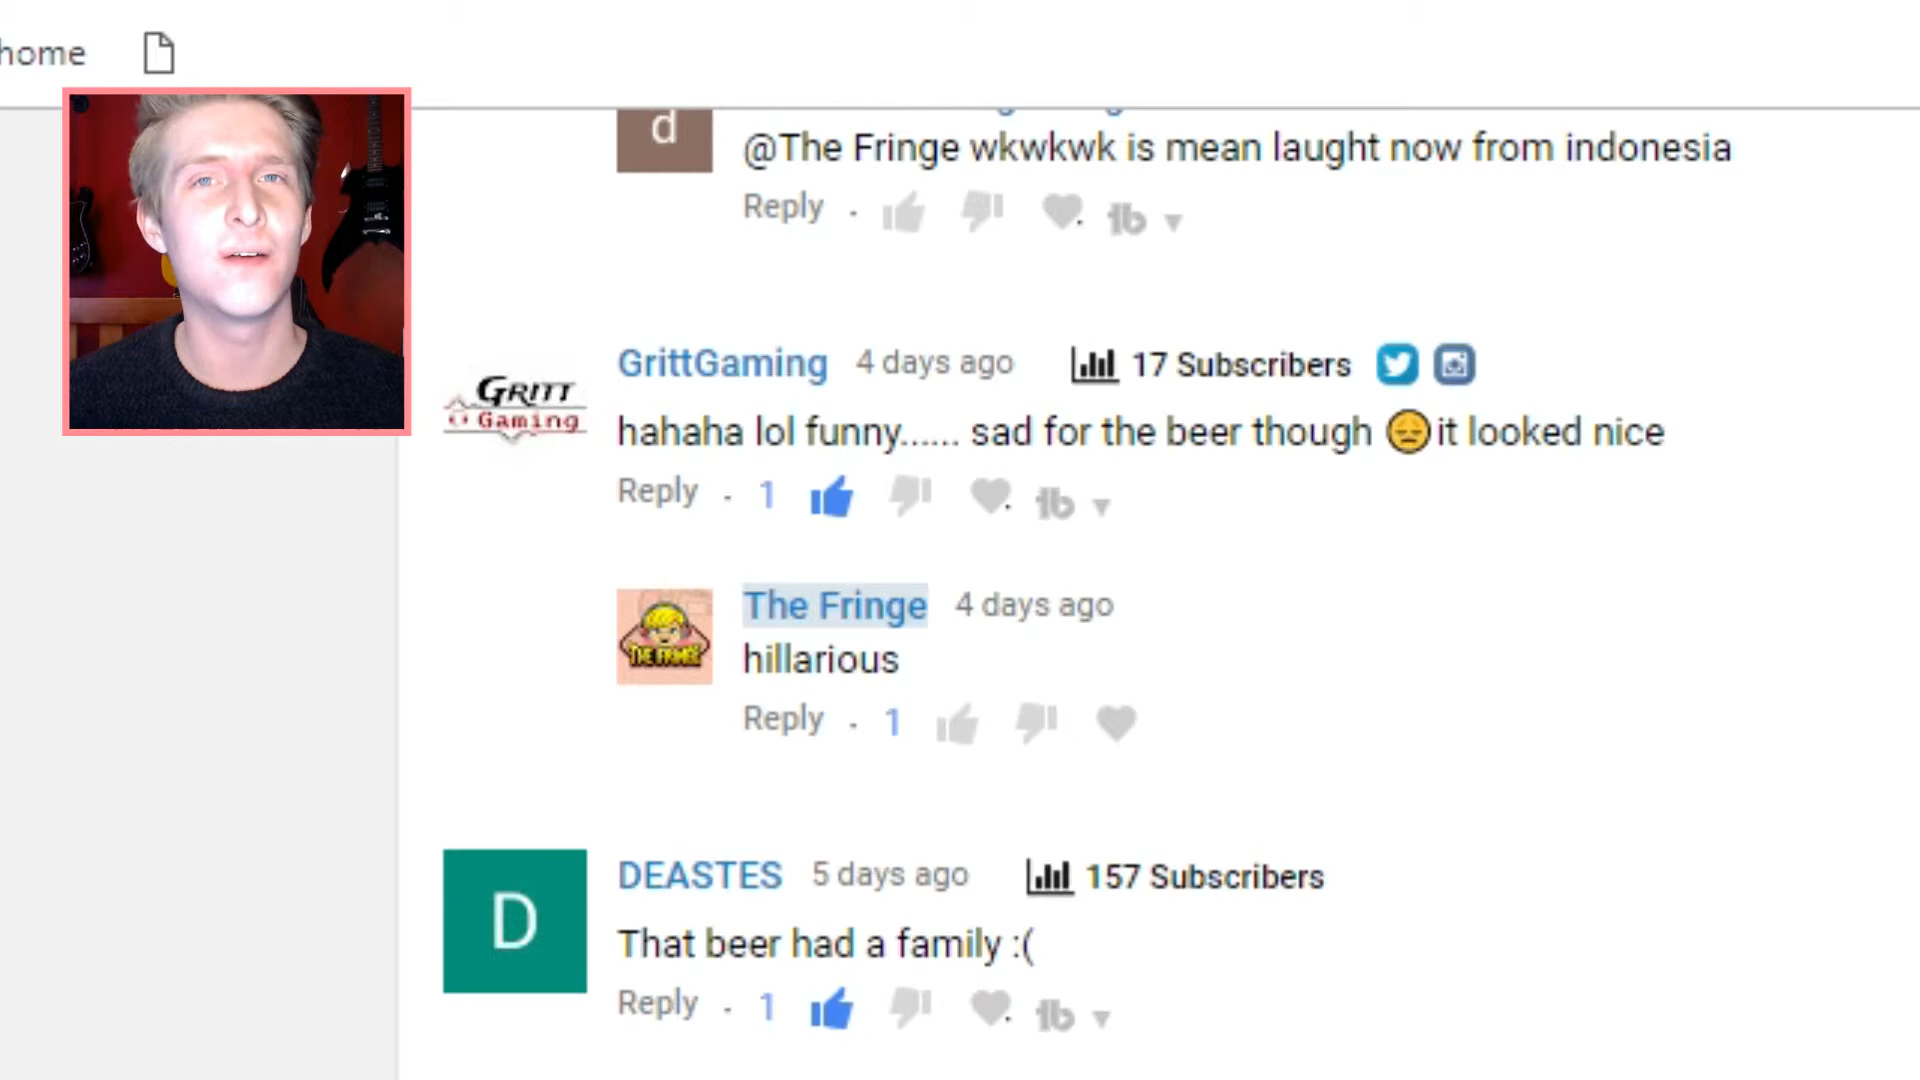 home
d
@The Fringe wkwkwk is mean laught now from indonesia
Reply .
GRITT
Gaming
GrittGaming 4 days ago 17 Subscribers
hahaha lol funny...... sad for the beer though 😞 it looked nice
Reply . 1
THE FRINGE
The Fringe 4 days ago
hillarious
Reply . 1
D
DEASTES 5 days ago 157 Subscribers
That beer had a family :(
Reply . 1